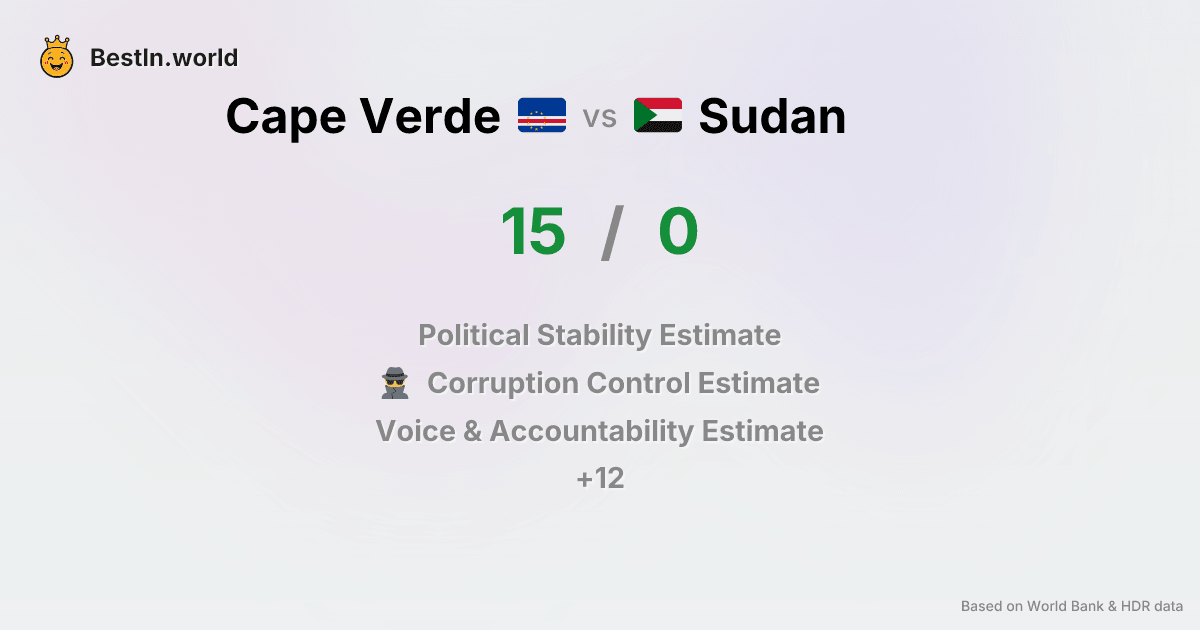 BestIn.world
Cape Verde vs Sudan
15 / 0
Political Stability Estimate
Corruption Control Estimate
Voice & Accountability Estimate
+12
Based on World Bank & HDR data